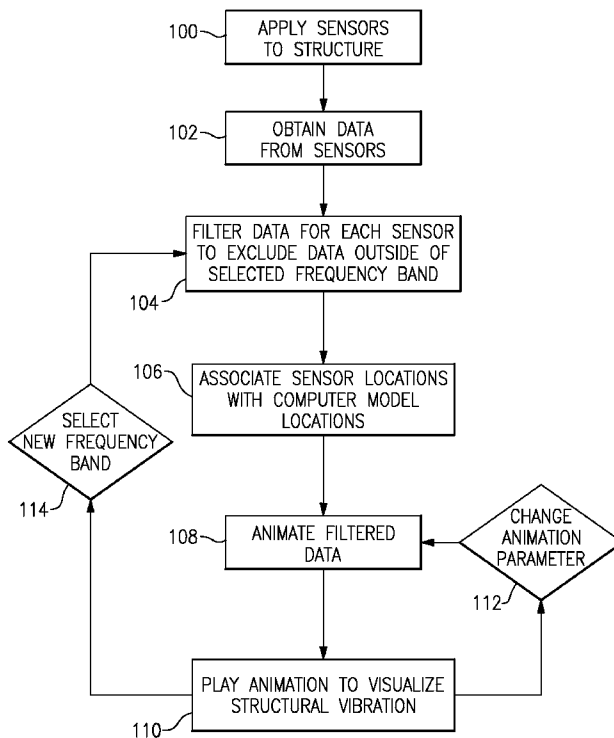 100
APPLY SENSORS
TO STRUCTURE
102
OBTAIN DATA
FROM SENSORS
FILTER DATA FOR EACH SENSOR
TO EXCLUDE DATA OUTSIDE OF
SELECTED FREQUENCY BAND
104
106
ASSOCIATE SENSOR LOCATIONS
WITH COMPUTER MODEL
LOCATIONS
SELECT
NEW FREQUENCY
BAND
114
108
ANIMATE FILTERED
DATA
CHANGE
ANIMATION
PARAMETER
112
PLAY ANIMATION TO VISUALIZE
STRUCTURAL VIBRATION
110